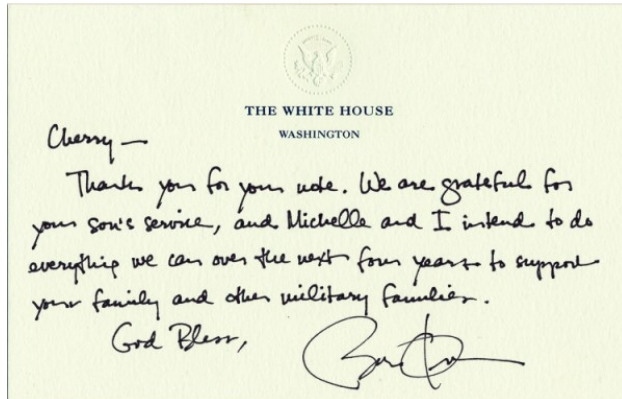 THE WHITE HOUSE
WASHINGTON
Cherry —
Thank you for your note. We are grateful for
your son's service, and Michelle and I intend to do
everything we can over the next four years to support
your family and other military families.
God Bless,